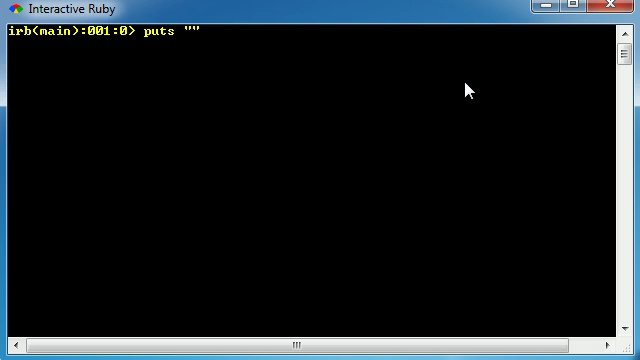 Interactive Ruby
irb(main):001:0> puts ""